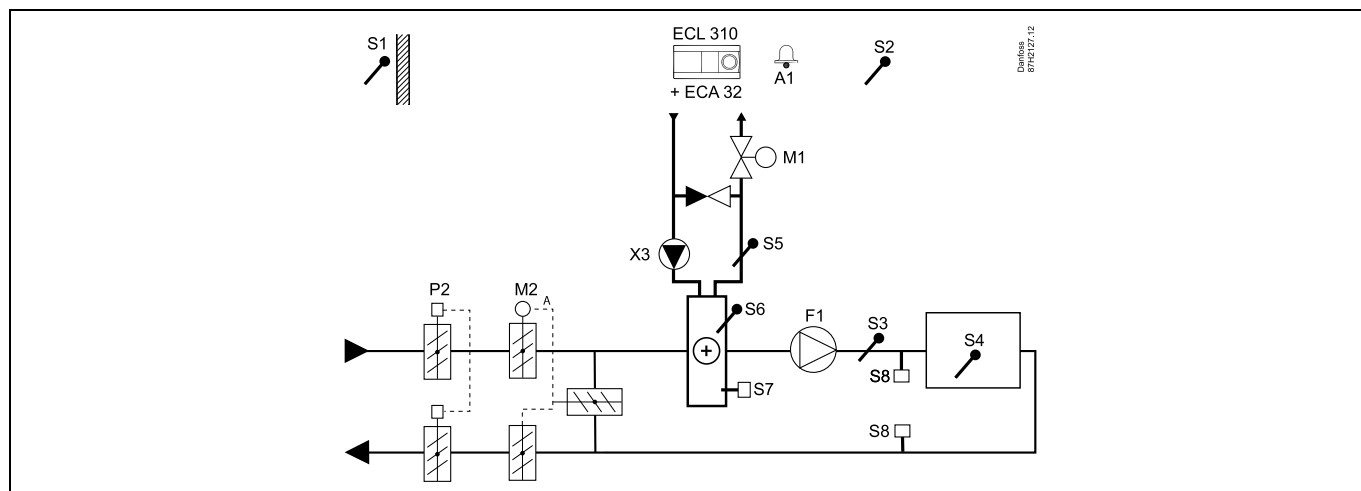 S1
ECL 310
A1
+ ECA 32
S2
Danfoss
87H2127.12
M1
X3
S5
P2
M2
A
S6
F1
S3
S4
S8
S7
S8